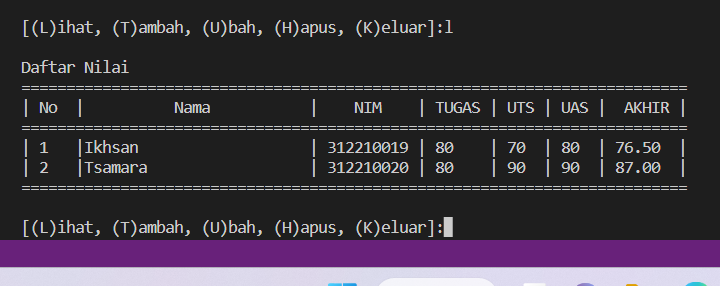 [(L)ihat, (T)ambah, (U)bah, (H)apus, (K)eluar]:l
Daftar Nilai
==========================================================================
| No  |          Nama           |    NIM    | TUGAS | UTS | UAS |  AKHIR |
==========================================================================
| 1   |Ikhsan                   | 312210019 | 80    | 70  | 80  | 76.50  |
| 2   |Tsamara                  | 312210020 | 80    | 90  | 90  | 87.00  |
==========================================================================
[(L)ihat, (T)ambah, (U)bah, (H)apus, (K)eluar]: